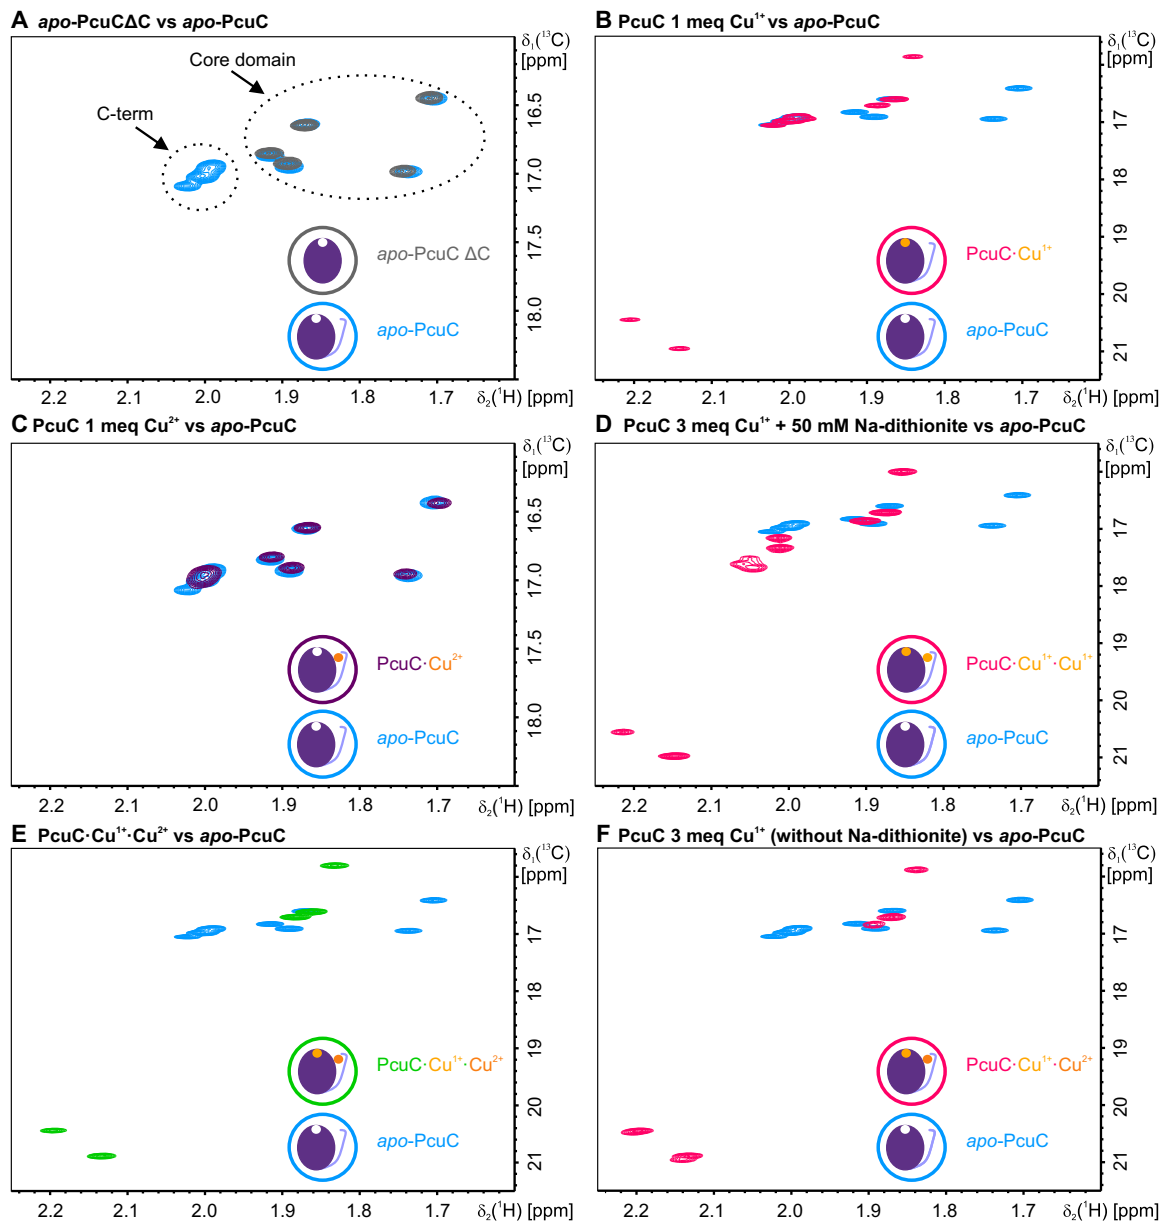 A apo-PcuCΔC vs apo-PcuC
δ₁(¹³C)
[ppm]
Core domain
C-term
16.5
17.0
17.5
18.0
apo-PcuC ΔC
apo-PcuC
2.2 2.1 2.0 1.9 1.8 1.7 δ₂(¹H) [ppm]
B PcuC 1 meq Cu¹⁺ vs apo-PcuC
δ₁(¹³C)
[ppm]
17
18
19
20
21
PcuC·Cu¹⁺
apo-PcuC
2.2 2.1 2.0 1.9 1.8 1.7 δ₂(¹H) [ppm]
C PcuC 1 meq Cu²⁺ vs apo-PcuC
δ₁(¹³C)
[ppm]
16.5
17.0
17.5
18.0
PcuC·Cu²⁺
apo-PcuC
2.2 2.1 2.0 1.9 1.8 1.7 δ₂(¹H) [ppm]
D PcuC 3 meq Cu¹⁺ + 50 mM Na-dithionite vs apo-PcuC
δ₁(¹³C)
[ppm]
17
18
19
20
21
PcuC·Cu¹⁺·Cu¹⁺
apo-PcuC
2.2 2.1 2.0 1.9 1.8 1.7 δ₂(¹H) [ppm]
E PcuC·Cu¹⁺·Cu²⁺ vs apo-PcuC
δ₁(¹³C)
[ppm]
17
18
19
20
21
PcuC·Cu¹⁺·Cu²⁺
apo-PcuC
2.2 2.1 2.0 1.9 1.8 1.7 δ₂(¹H) [ppm]
F PcuC 3 meq Cu¹⁺ (without Na-dithionite) vs apo-PcuC
δ₁(¹³C)
[ppm]
17
18
19
20
21
PcuC·Cu¹⁺·Cu²⁺
apo-PcuC
2.2 2.1 2.0 1.9 1.8 1.7 δ₂(¹H) [ppm]